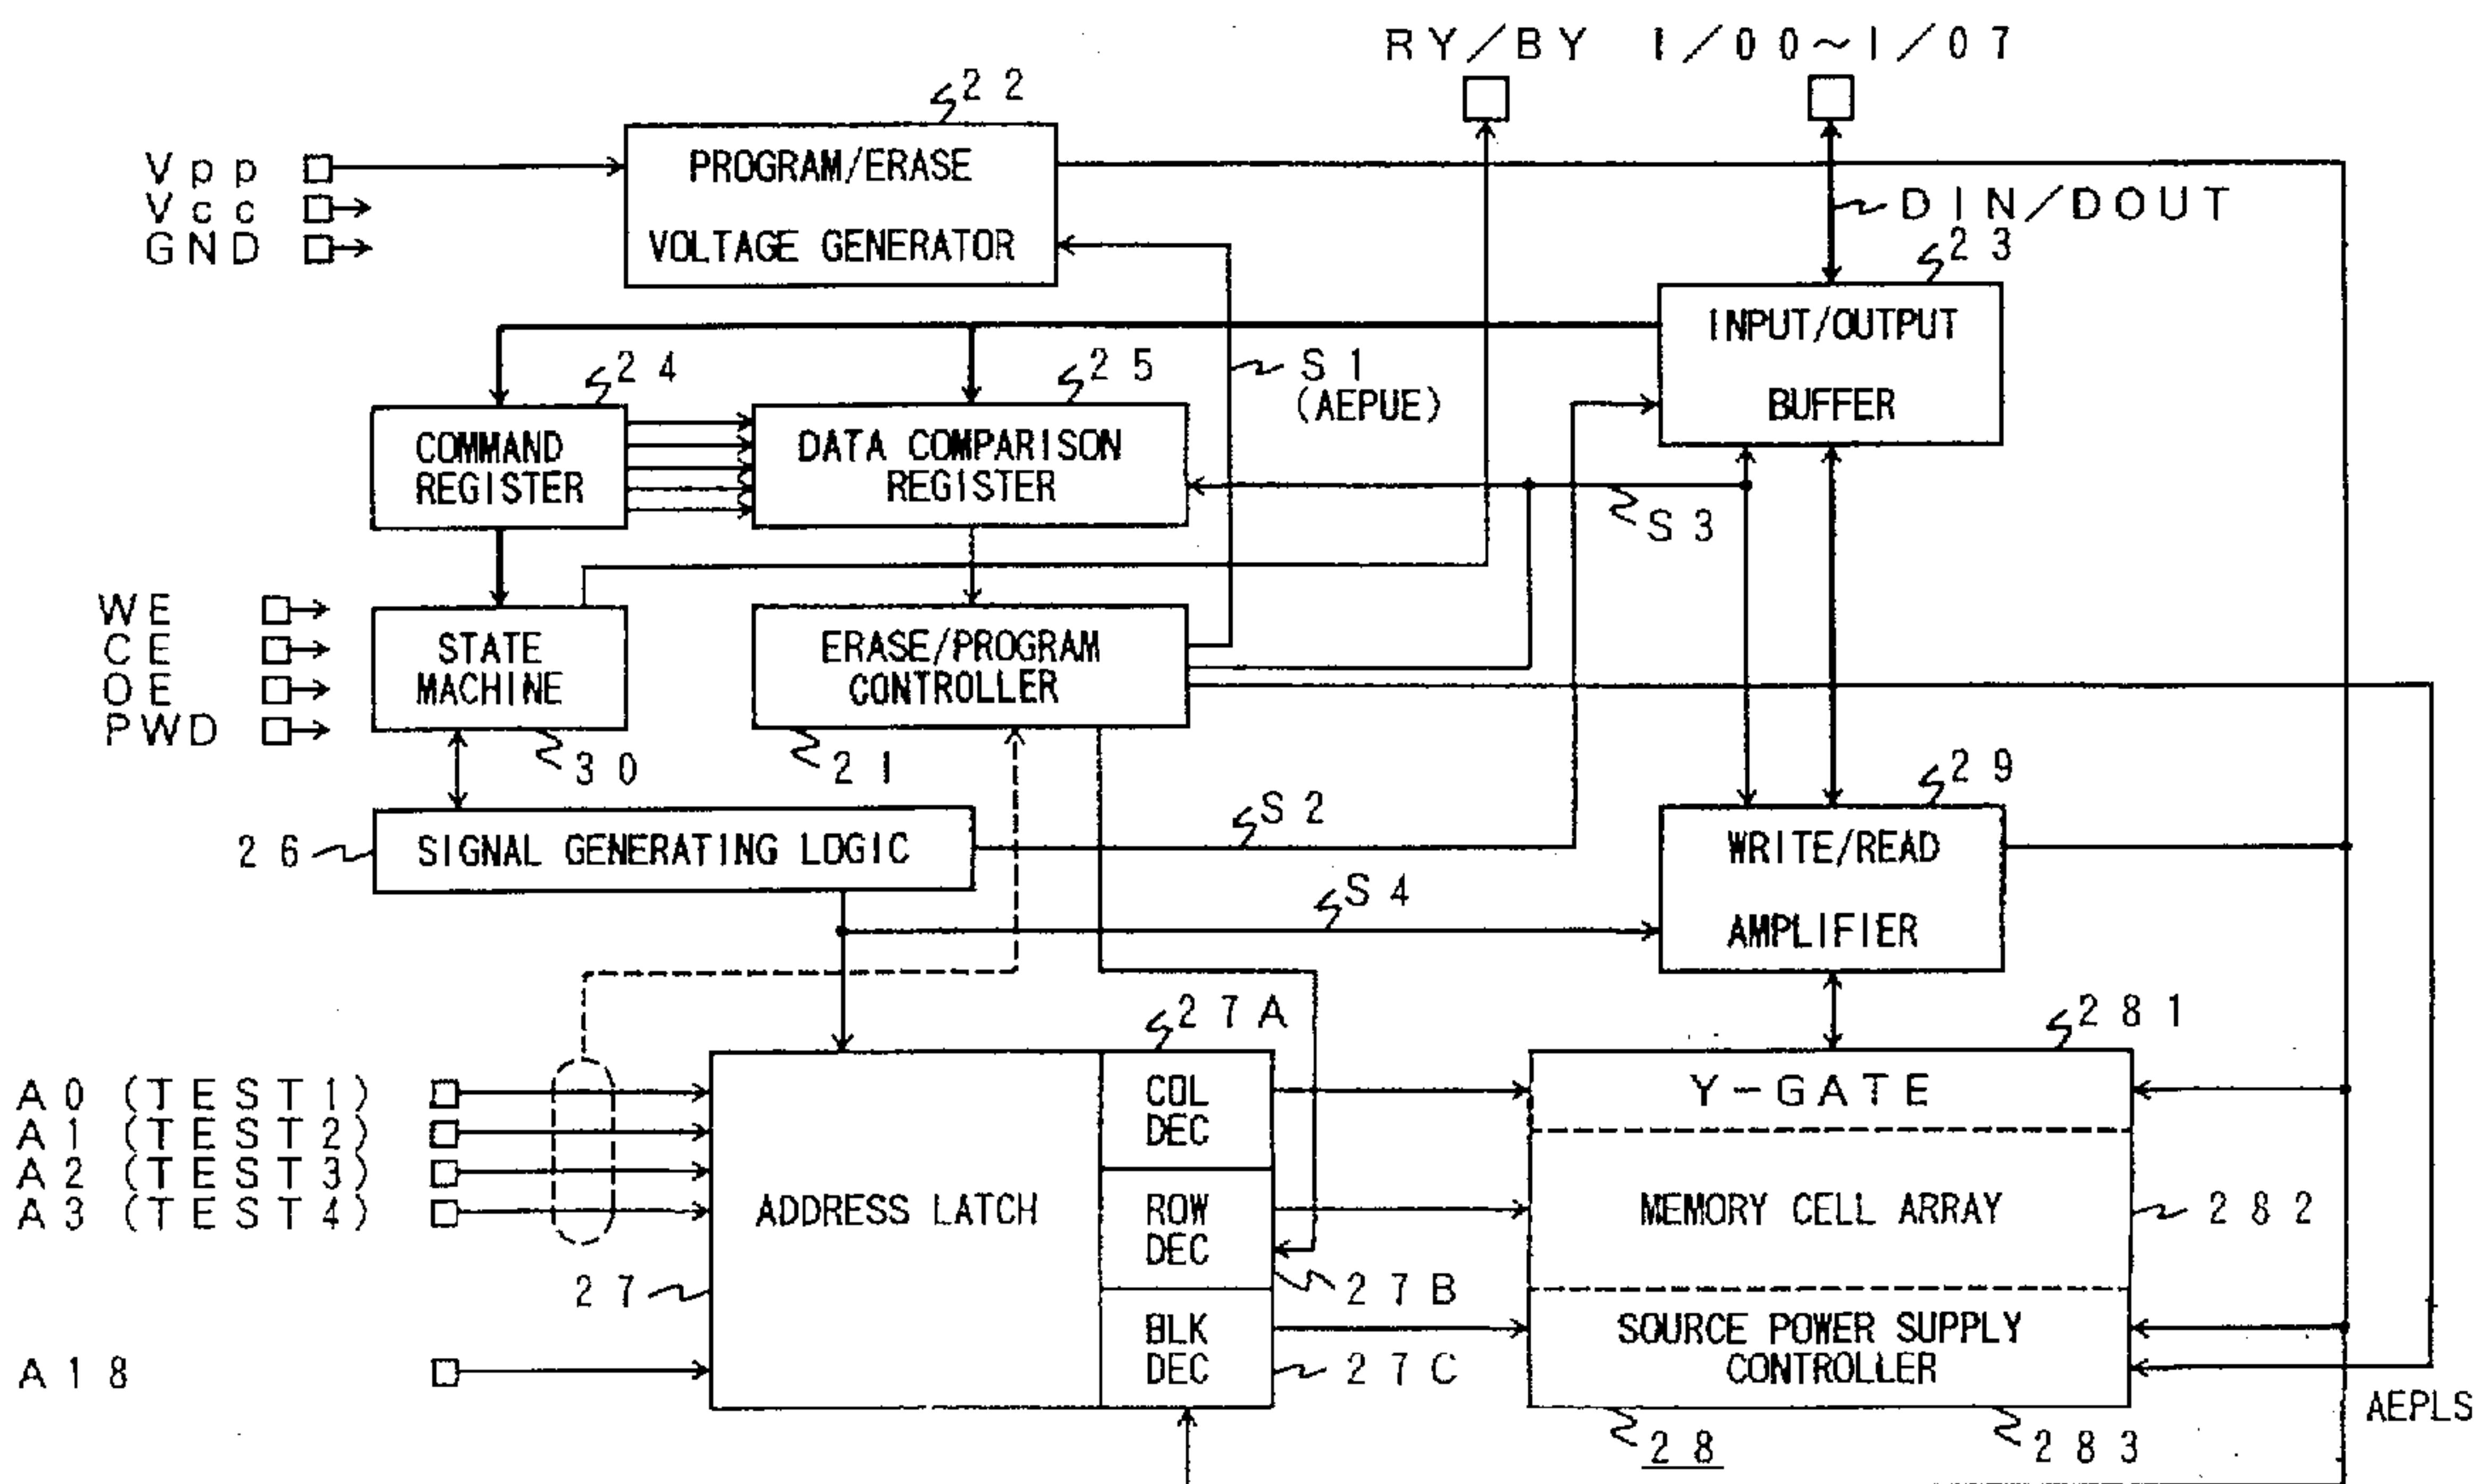 RY/BY I/O0~I/O7
22
Vpp
Vcc
GND
PROGRAM/ERASE
VOLTAGE GENERATOR
DIN/DOUT
23
INPUT/OUTPUT
BUFFER
24
25
S1
(AEPUE)
COMMAND
REGISTER
DATA COMPARISON
REGISTER
S3
WE
CE
OE
PWD
STATE
MACHINE
ERASE/PROGRAM
CONTROLLER
30
21
29
26
SIGNAL GENERATING LOGIC
S2
WRITE/READ
AMPLIFIER
S4
27A
281
A0 (TEST1)
A1 (TEST2)
A2 (TEST3)
A3 (TEST4)
A18
ADDRESS LATCH
27
COL
DEC
ROW
DEC
27B
BLK
DEC
27C
Y-GATE
MEMORY CELL ARRAY
282
SOURCE POWER SUPPLY
CONTROLLER
AEPLS
28
283